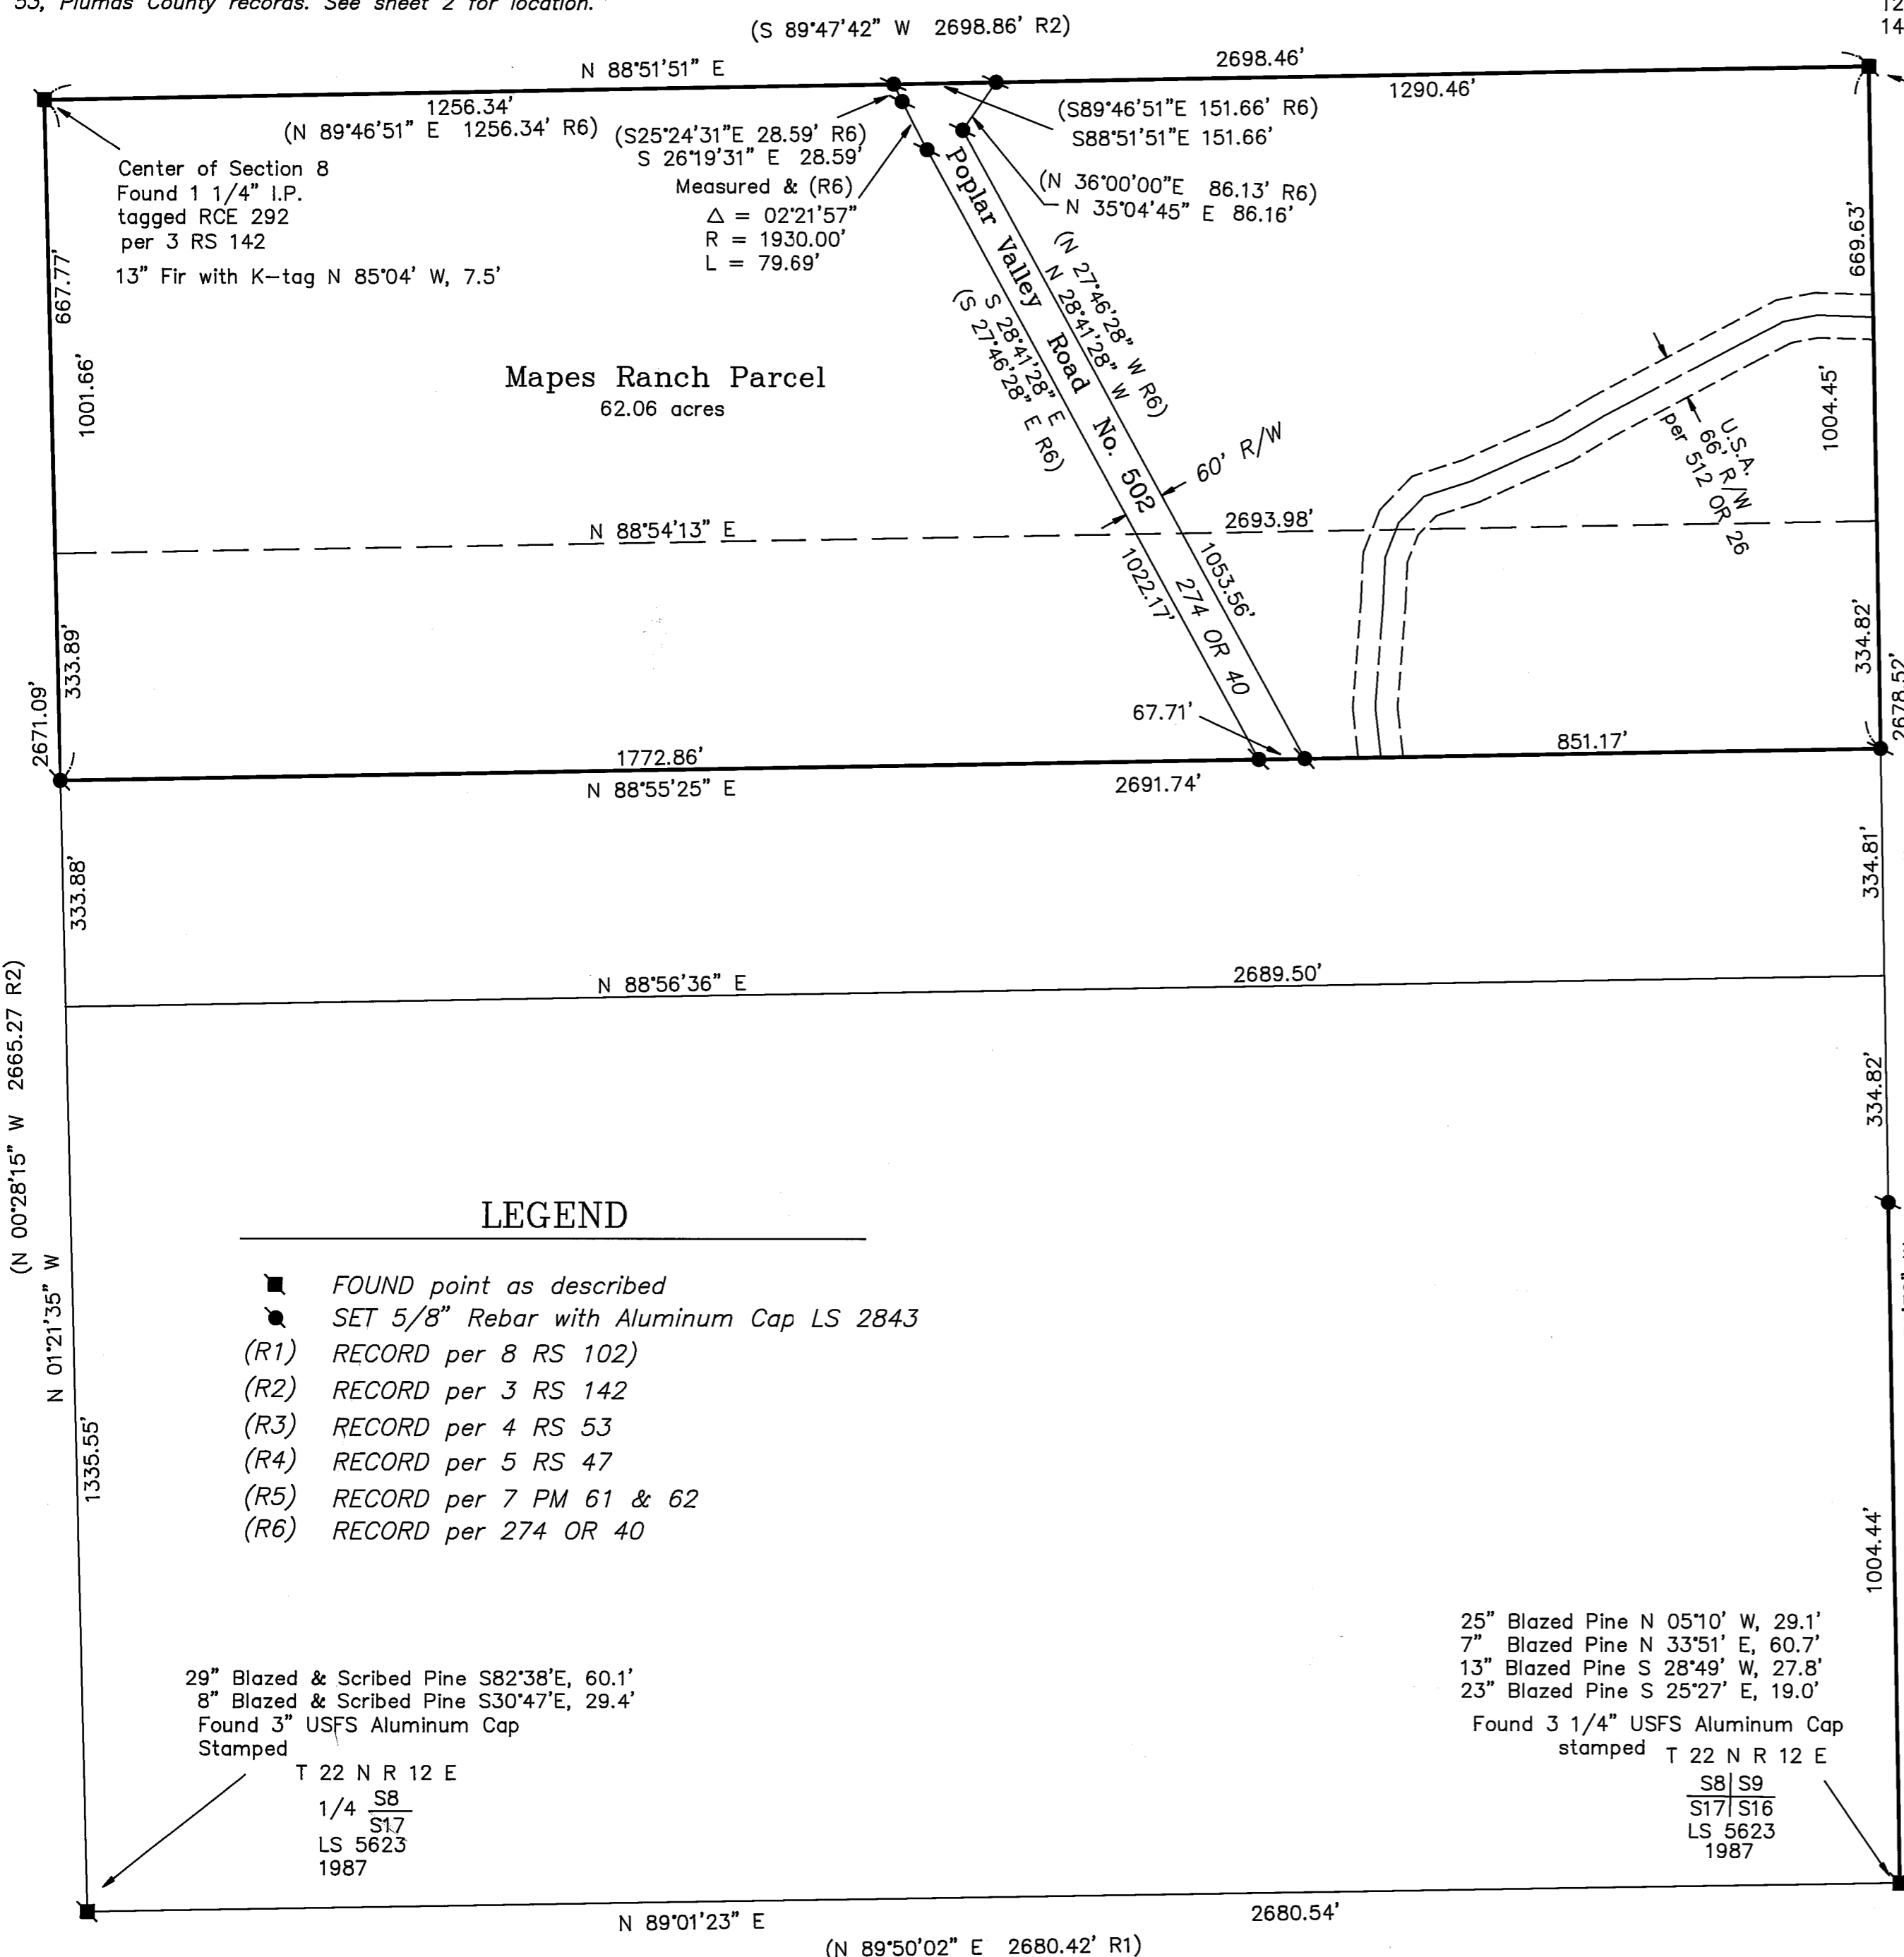 53, Plumas County records. See sheet 2 for location.
12
14
(S 89°47'42" W 2698.86' R2)
N 88°51'51" E
2698.46'
1256.34'
1290.46'
(N 89°46'51" E 1256.34' R6)
(S25°24'31"E 28.59' R6)
S 26°19'31" E 28.59'
(S89°46'51"E 151.66' R6)
S88°51'51"E 151.66'
Center of Section 8
Found 1 1/4" I.P.
tagged RCE 292
per 3 RS 142
13" Fir with K-tag N 85°04' W, 7.5'
Measured & (R6)
Δ = 02°21'57"
R = 1930.00'
L = 79.69'
(N 36°00'00"E 86.13' R6)
N 35°04'45" E 86.16'
Poplar Valley Road No. 502
(N 27°46'28" W R6)
N 28°41'28" W
S 28°41'28" E
(S 27°46'28" E R6)
667.77'
1001.66'
669.63'
1004.45'
Mapes Ranch Parcel
62.06 acres
60' R/W
U.S.A.
66' R/W
per 512 OR 26
N 88°54'13" E
2693.98'
1022.17'
1053.56'
274 OR 40
333.89'
334.82'
2671.09'
2678.52'
67.71'
1772.86'
851.17'
N 88°55'25" E
2691.74'
333.88'
334.81'
N 88°56'36" E
2689.50'
(N 00°28'15" W 2665.27 R2)
N 01°21'35" W
334.82'
1335.55'
1004.44'
LEGEND
FOUND point as described
SET 5/8" Rebar with Aluminum Cap LS 2843
(R1) RECORD per 8 RS 102)
(R2) RECORD per 3 RS 142
(R3) RECORD per 4 RS 53
(R4) RECORD per 5 RS 47
(R5) RECORD per 7 PM 61 & 62
(R6) RECORD per 274 OR 40
29" Blazed & Scribed Pine S82°38'E, 60.1'
8" Blazed & Scribed Pine S30°47'E, 29.4'
Found 3" USFS Aluminum Cap
Stamped
T 22 N R 12 E
1/4 S8
S17
LS 5623
1987
25" Blazed Pine N 05°10' W, 29.1'
7" Blazed Pine N 33°51' E, 60.7'
13" Blazed Pine S 28°49' W, 27.8'
23" Blazed Pine S 25°27' E, 19.0'
Found 3 1/4" USFS Aluminum Cap
stamped T 22 N R 12 E
S8 S9
S17 S16
LS 5623
1987
N 89°01'23" E
2680.54'
(N 89°50'02" E 2680.42' R1)